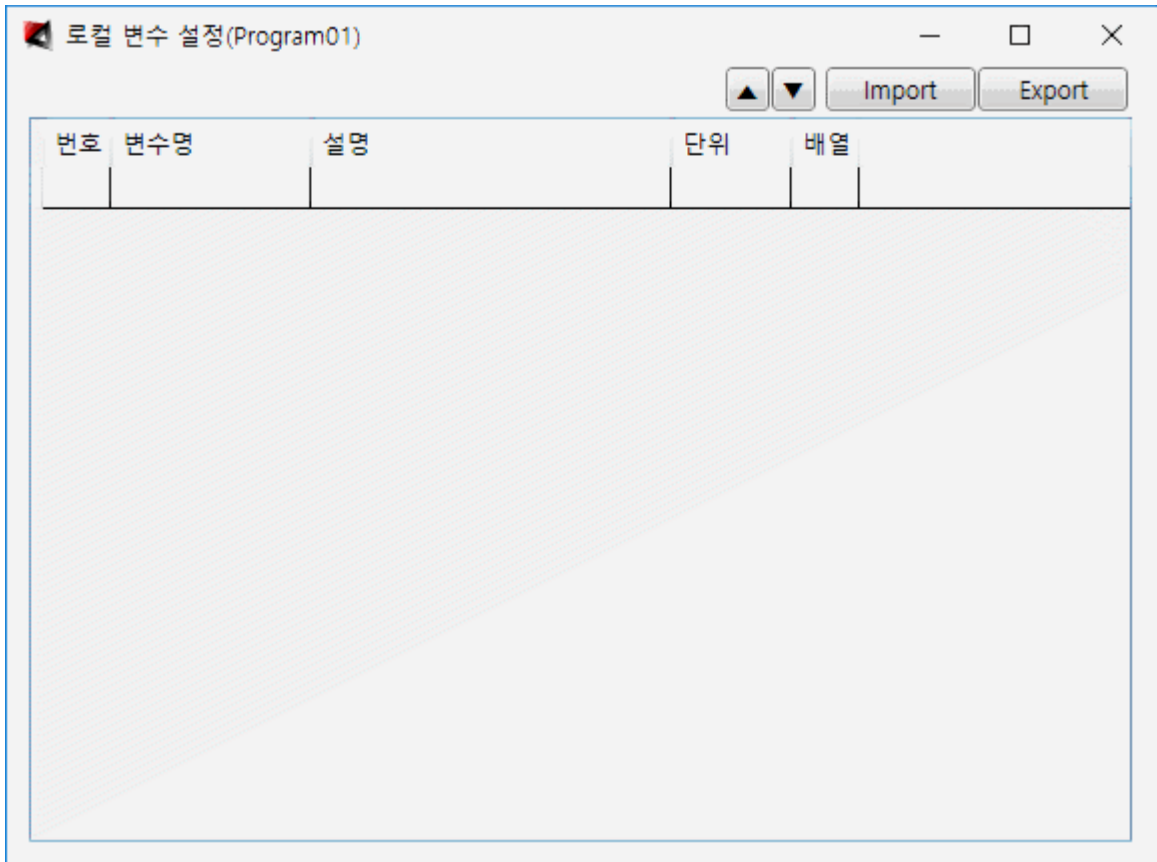 로컬 변수 설정(Program01)
▲ ▼ Import Export
번호 변수명 설명 단위 배열